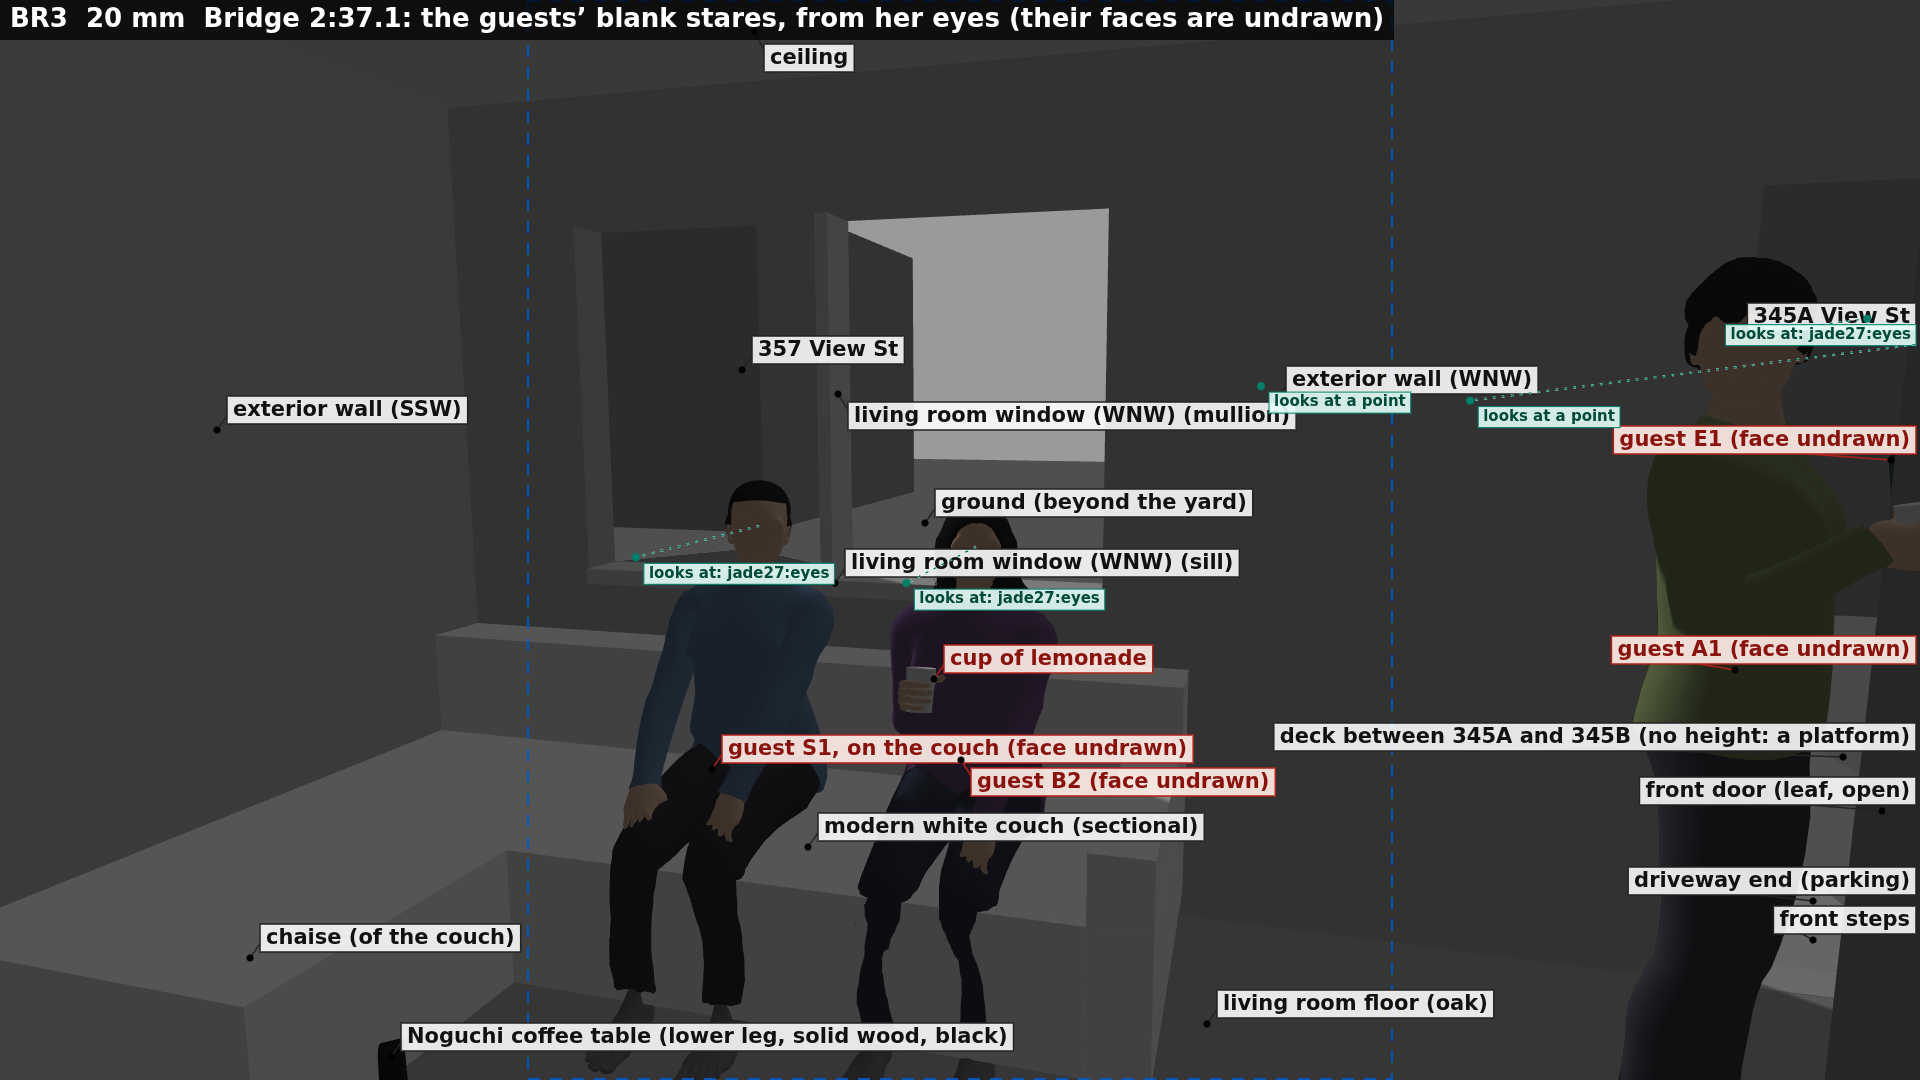 BR3  20 mm  Bridge 2:37.1: the guests’ blank stares, from her eyes (their faces are undrawn)
ceiling
345A View St
looks at: jade27:eyes
357 View St
exterior wall (WNW)
looks at a point
exterior wall (SSW)
living room window (WNW) (mullion)
looks at a point
guest E1 (face undrawn)
ground (beyond the yard)
living room window (WNW) (sill)
looks at: jade27:eyes
looks at: jade27:eyes
guest A1 (face undrawn)
cup of lemonade
deck between 345A and 345B (no height: a platform)
guest S1, on the couch (face undrawn)
guest B2 (face undrawn)
front door (leaf, open)
modern white couch (sectional)
driveway end (parking)
front steps
chaise (of the couch)
living room floor (oak)
Noguchi coffee table (lower leg, solid wood, black)